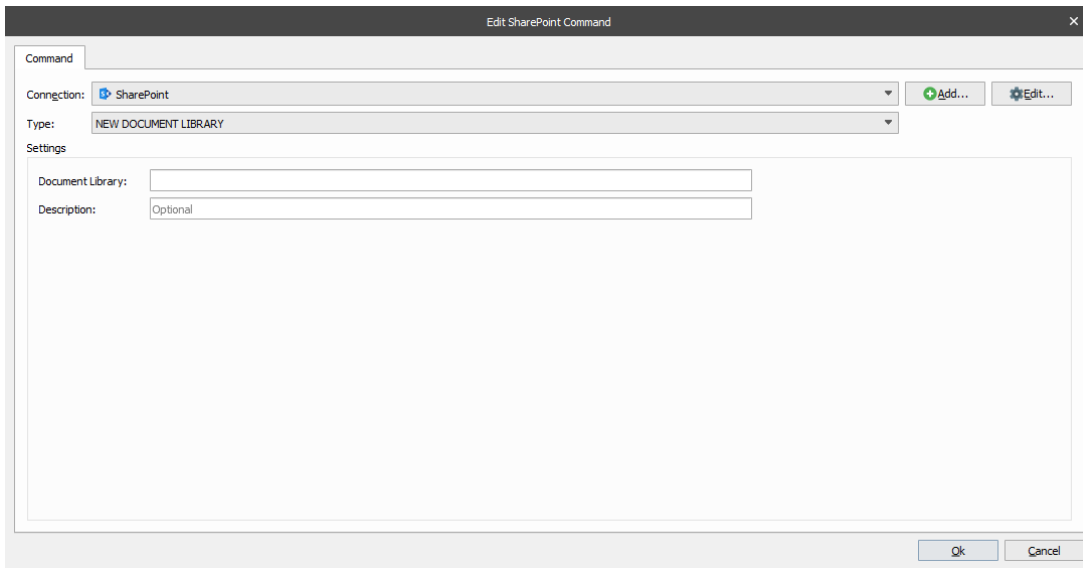 Edit SharePoint Command
Command
Connection: SharePoint Add... Edit...
Type: NEW DOCUMENT LIBRARY
Settings
Document Library:
Description: Optional
Ok Cancel